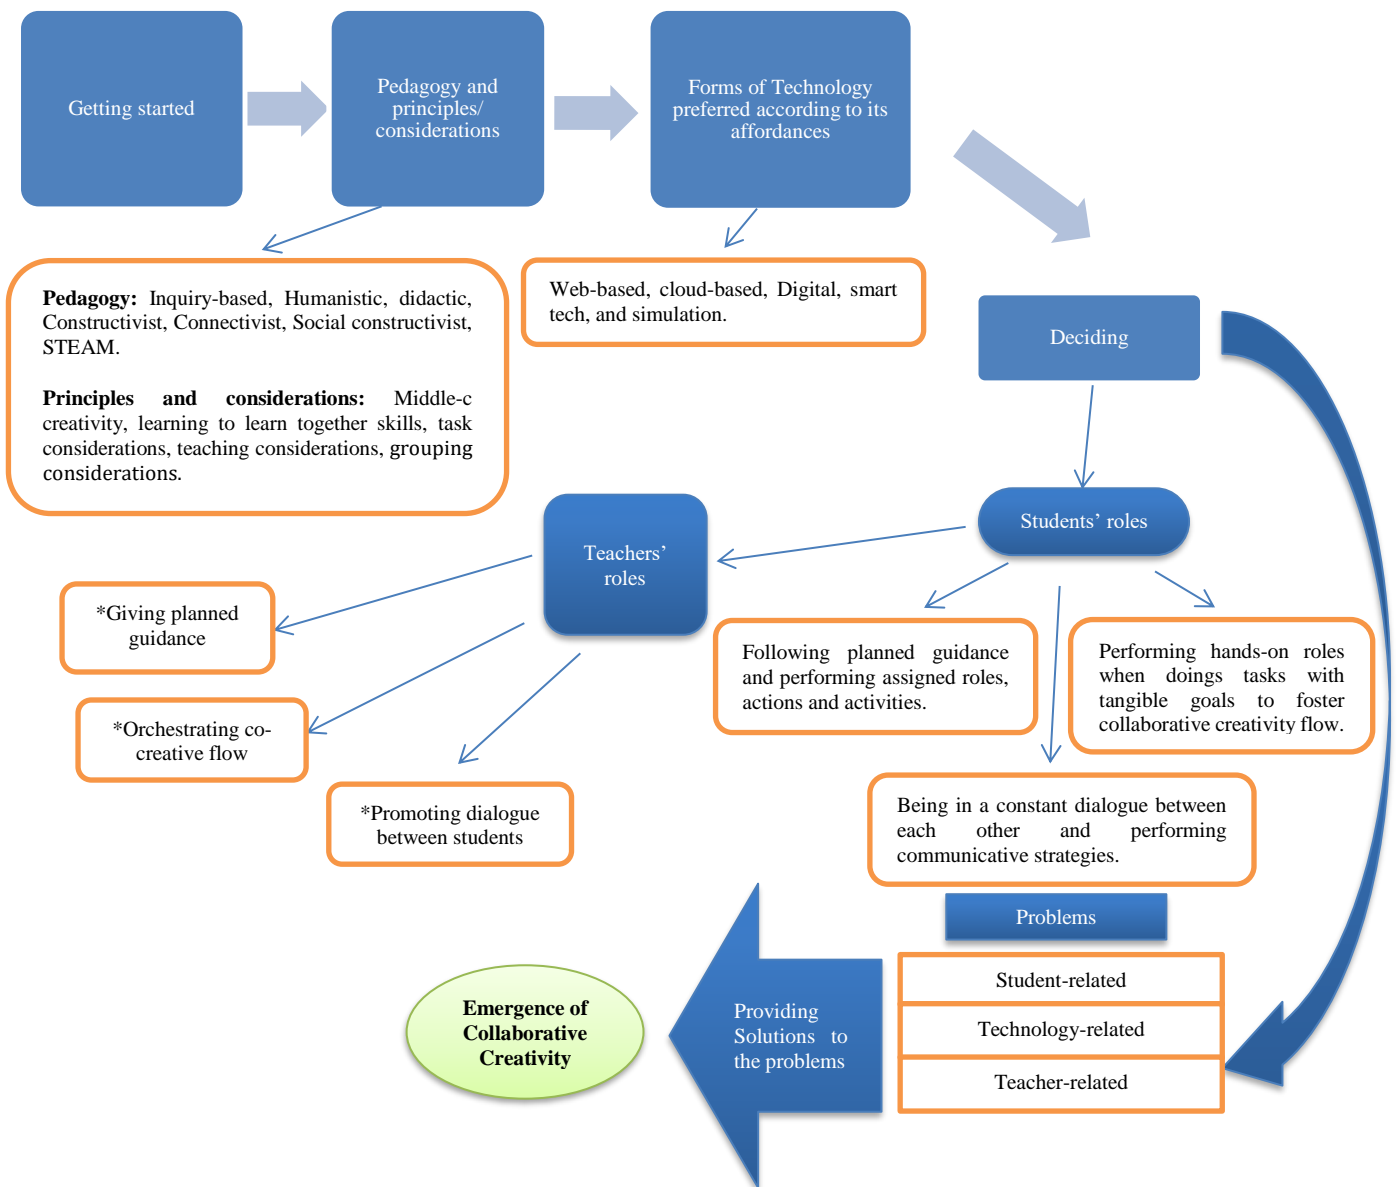 Getting started
Pedagogy and
principles/
considerations
Forms of Technology
preferred according to its
affordances
Pedagogy: Inquiry-based, Humanistic, didactic,
Constructivist, Connectivist, Social constructivist,
STEAM.
Principles and considerations: Middle-c
creativity, learning to learn together skills, task
considerations, teaching considerations, grouping
considerations.
Web-based, cloud-based, Digital, smart
tech, and simulation.
Deciding
Students’ roles
Teachers’
roles
*Giving planned
guidance
*Orchestrating co-
creative flow
*Promoting dialogue
between students
Following planned guidance
and performing assigned roles,
actions and activities.
Performing hands-on roles
when doings tasks with
tangible goals to foster
collaborative creativity flow.
Being in a constant dialogue between
each other and performing
communicative strategies.
Problems
Student-related
Technology-related
Teacher-related
Providing
Solutions to
the problems
Emergence of
Collaborative
Creativity